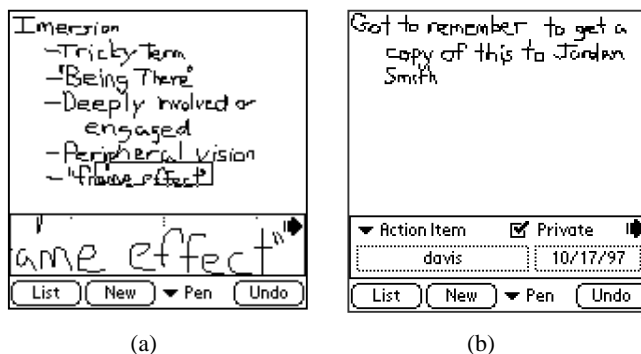 Imersion
-Tricky Term
-"Being There"
-Deeply involved or
engaged
-Peripheral vision
-"frame effect"
ame effect"
List New Pen Undo
(a)
Got to remember to get a
copy of this to Jordan
Smith
Action Item Private
davis 10/17/97
List New Pen Undo
(b)